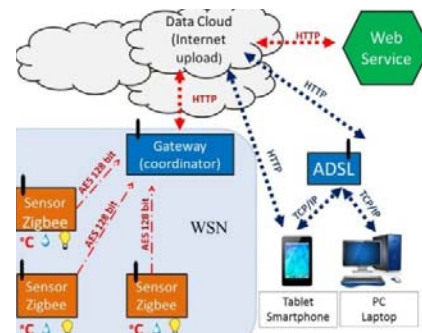 Data Cloud
(Internet
upload)
HTTP
Web
Service
HTTP
HTTP
Gateway
(coordinator)
HTTP
ADSL
AES 128 bit
Sensor
Zigbee
AES 128 bit
AES 128 bit
WSN
TCP/IP
TCP/IP
°C
Sensor
Zigbee
Sensor
Zigbee
Tablet
Smartphone
PC
Laptop
°C
°C